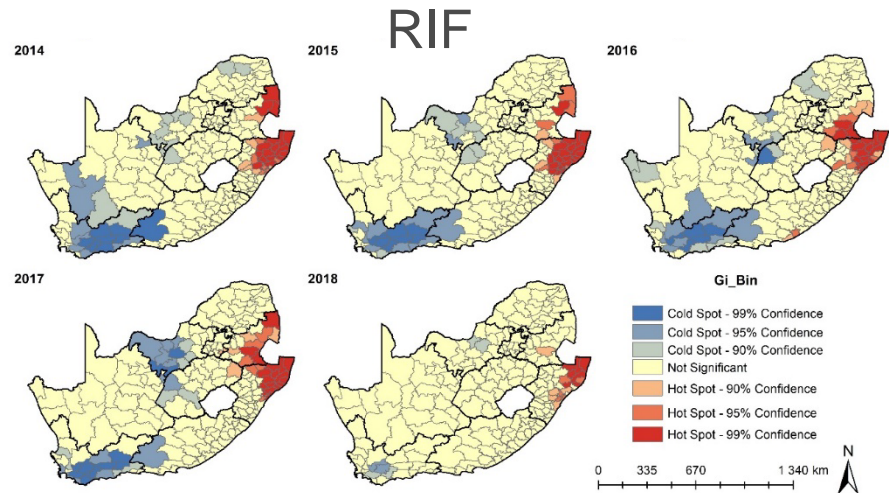 RIF
2014
2015
2016
2017
2018
Gi_Bin
Cold Spot - 99% Confidence
Cold Spot - 95% Confidence
Cold Spot - 90% Confidence
Not Significant
Hot Spot - 90% Confidence
Hot Spot - 95% Confidence
Hot Spot - 99% Confidence
N
0 335 670 1 340 km